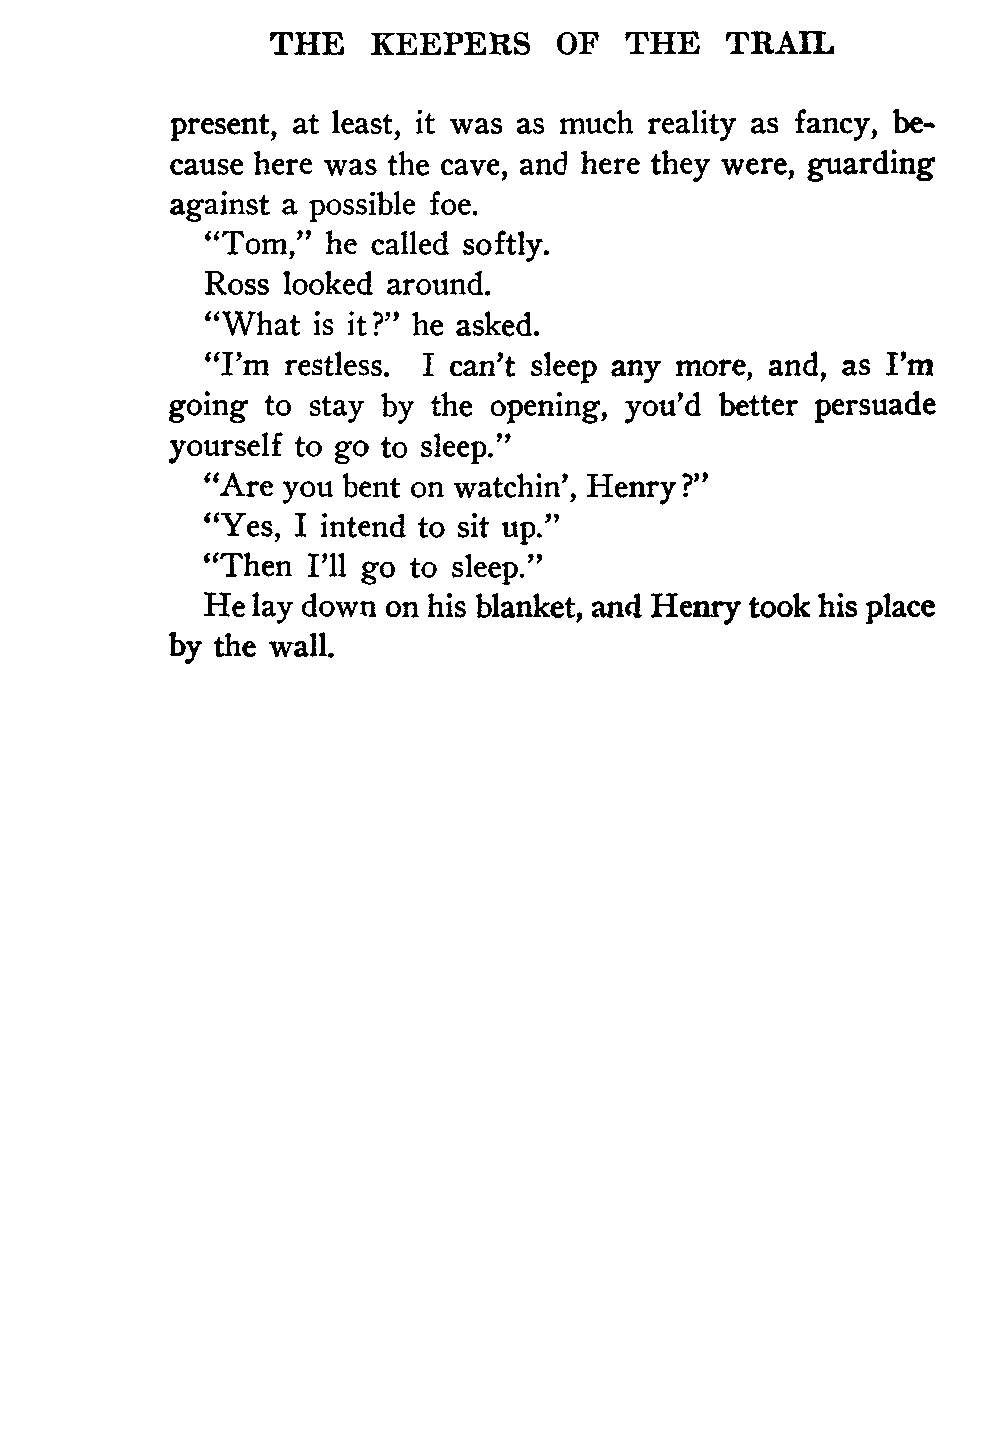 THE KEEPERS OF THE TRAIL
present, at least, it was as much reality as fancy, be-
cause here was the cave, and here they were, guarding
against a possible foe.
“Tom,” he called softly.
Ross looked around.
“What is it?” he asked.
“I’m restless. I can’t sleep any more, and, as I’m
going to stay by the opening, you’d better persuade
yourself to go to sleep.”
“Are you bent on watchin’, Henry?”
“Yes, I intend to sit up.”
“Then I’ll go to sleep.”
He lay down on his blanket, and Henry took his place
by the wall.